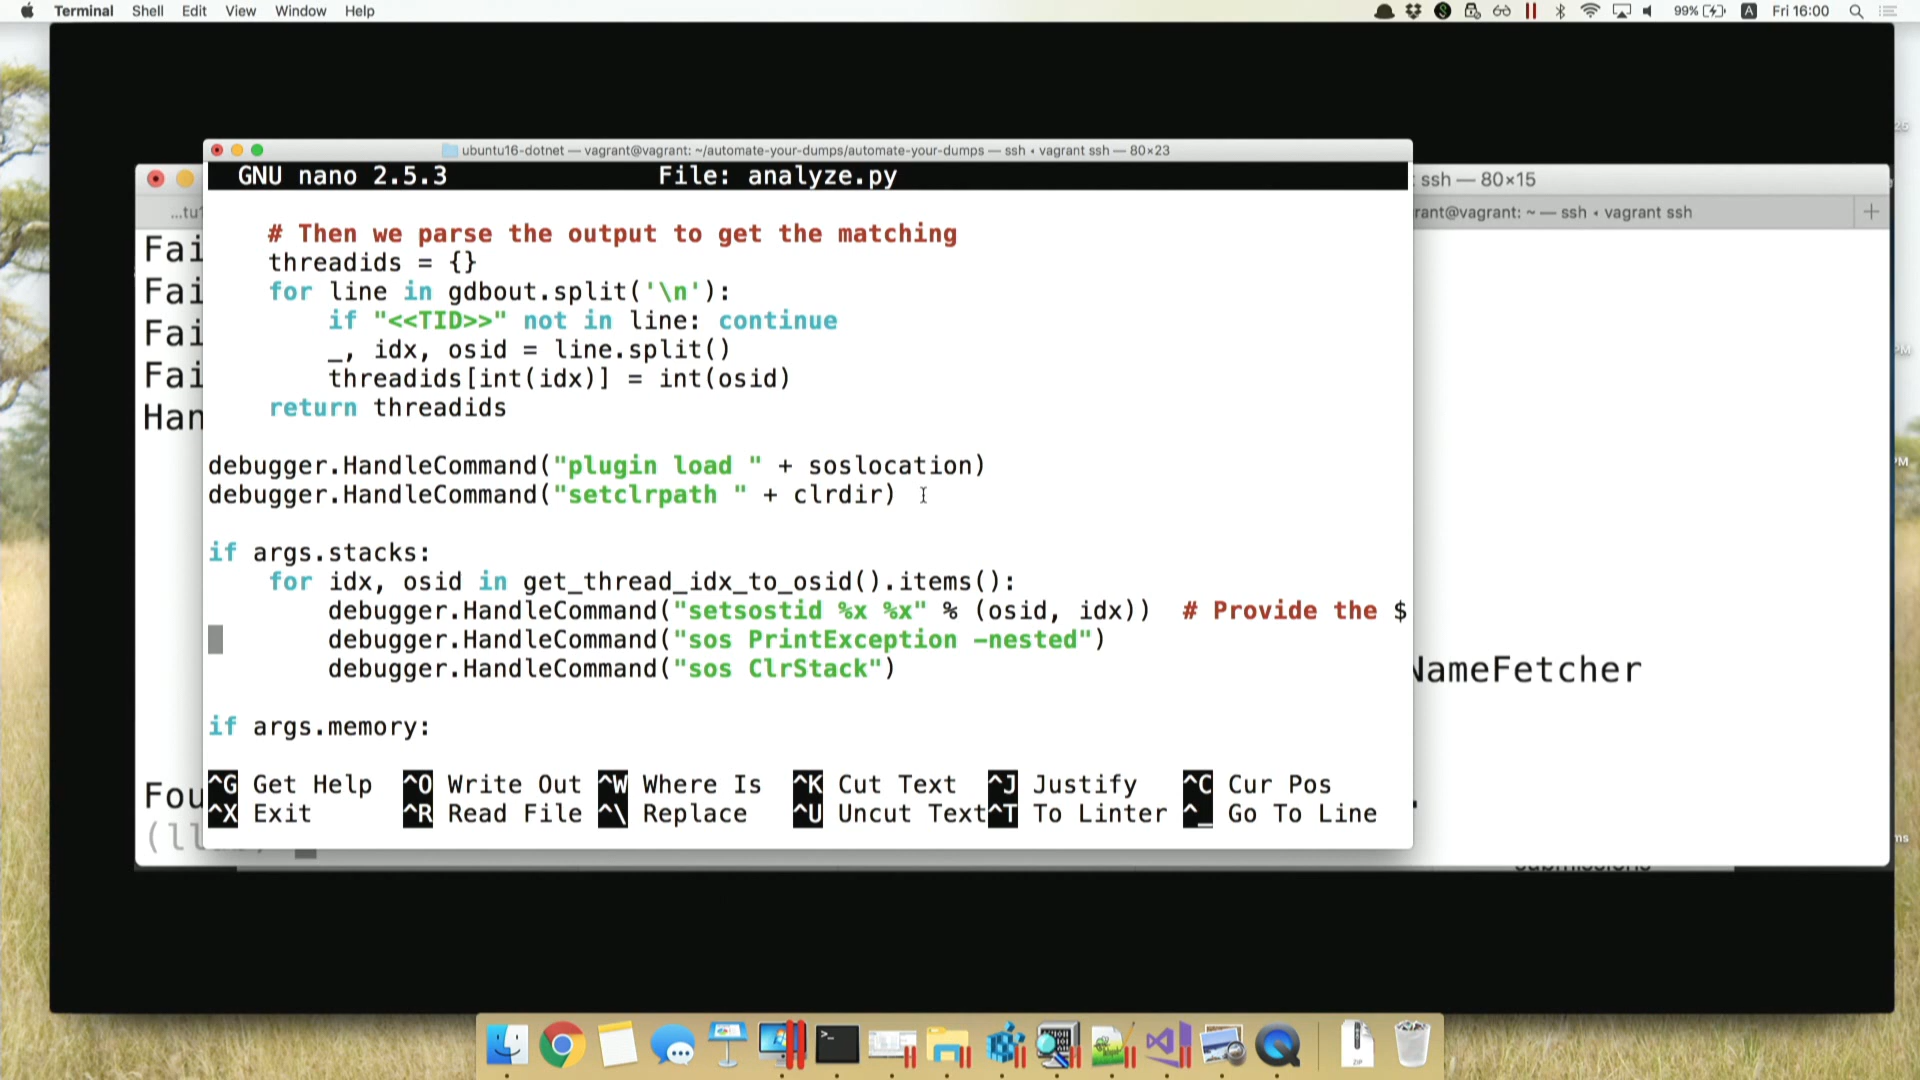 Terminal Shell Edit View Window Help
99% A Fri 16:00
ubuntu16-dotnet — vagrant@vagrant: ~/automate-your-dumps/automate-your-dumps — ssh ‹ vagrant ssh — 80×23
ssh — 80×15
GNU nano 2.5.3 File: analyze.py
...tu1
rant@vagrant: ~ — ssh ‹ vagrant ssh +
Fai
Fai
Fai
Fai
Han
# Then we parse the output to get the matching
threadids = {}
for line in gdbout.split('\n'):
if "<<TID>>" not in line: continue
_, idx, osid = line.split()
threadids[int(idx)] = int(osid)
return threadids
debugger.HandleCommand("plugin load " + soslocation)
debugger.HandleCommand("setclrpath " + clrdir)
if args.stacks:
for idx, osid in get_thread_idx_to_osid().items():
debugger.HandleCommand("setsostid %x %x" % (osid, idx)) # Provide the $
debugger.HandleCommand("sos PrintException -nested")
debugger.HandleCommand("sos ClrStack")
NameFetcher
if args.memory:
^G Get Help ^O Write Out ^W Where Is ^K Cut Text ^J Justify ^C Cur Pos
^X Exit ^R Read File ^\ Replace ^U Uncut Text ^T To Linter ^_ Go To Line
Fou
ZIP